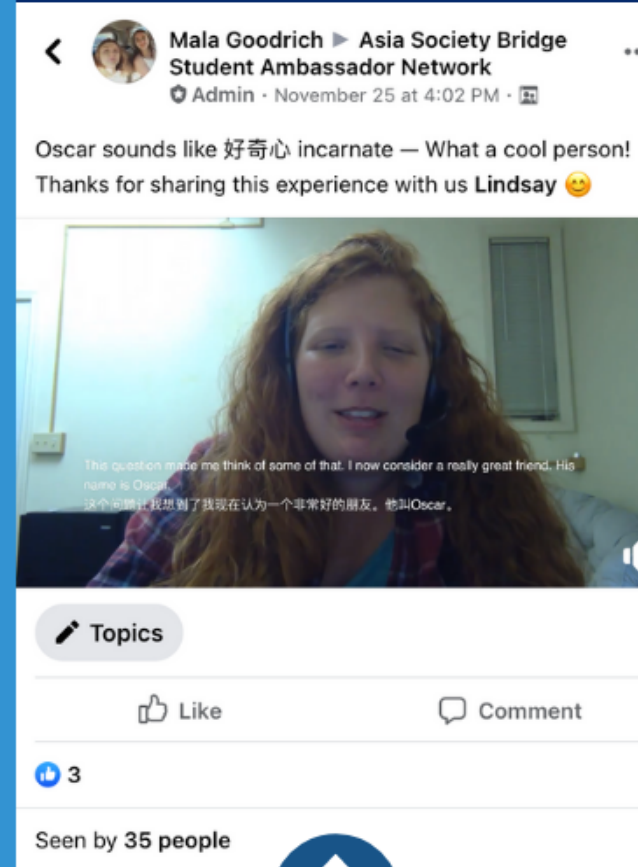 Mala Goodrich ▶ Asia Society Bridge
Student Ambassador Network
Admin · November 25 at 4:02 PM ·
Oscar sounds like 好奇心 incarnate — What a cool person!
Thanks for sharing this experience with us Lindsay 😊
This question made me think of some of that. I now consider a really great friend. His
name is Oscar.
这个问题让我想到了我现在认为一个非常好的朋友。他叫Oscar。
Topics
Like
Comment
3
Seen by 35 people